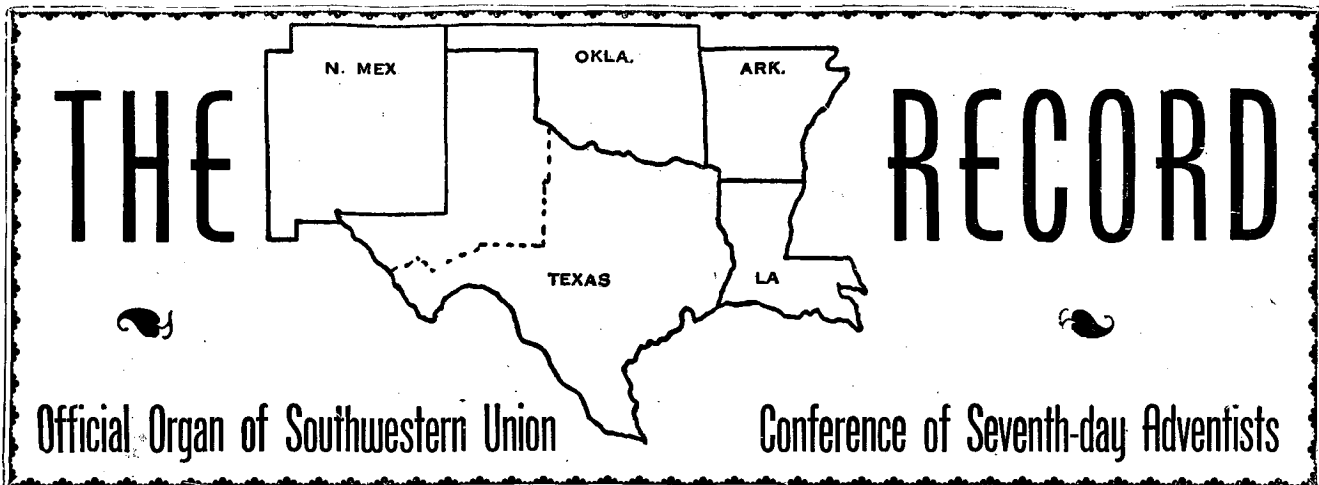 THE RECORD
N. MEX
OKLA.
ARK.
TEXAS
LA
Official Organ of Southwestern Union Conference of Seventh-day Adventists